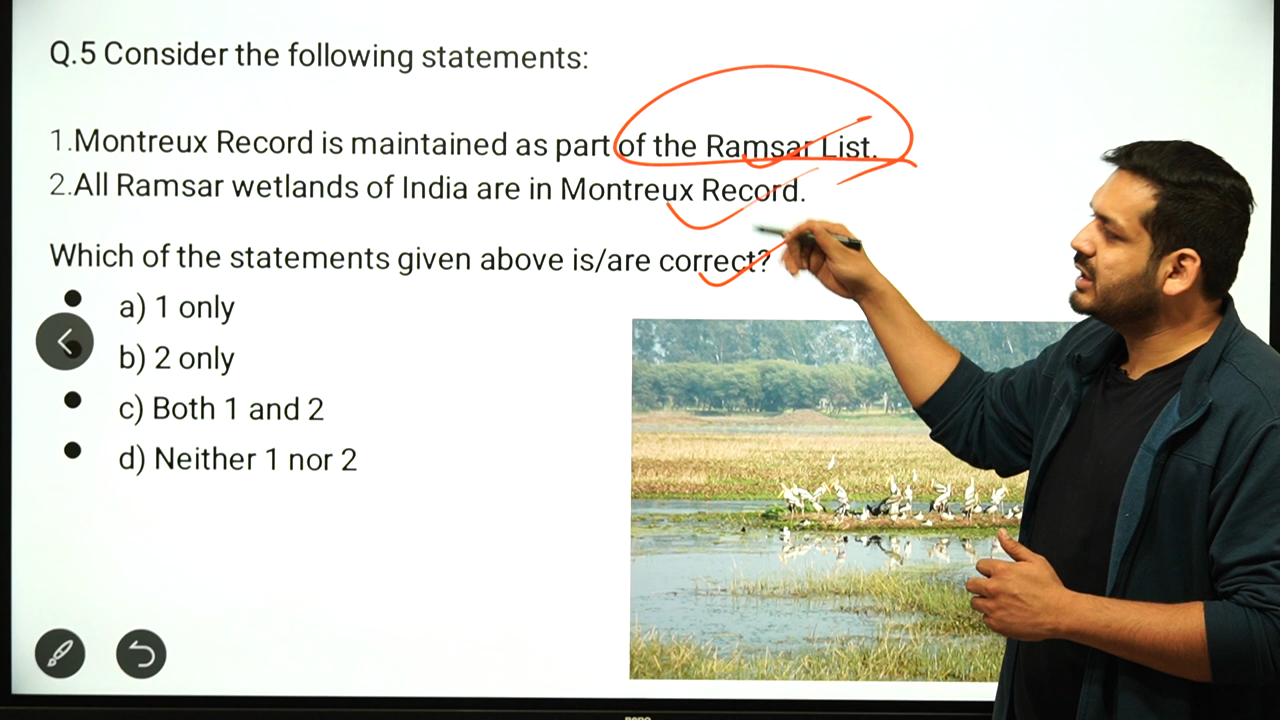 Q.5 Consider the following statements:
1.Montreux Record is maintained as part of the Ramsar List.
2.All Ramsar wetlands of India are in Montreux Record.
Which of the statements given above is/are correct?
a) 1 only
b) 2 only
c) Both 1 and 2
d) Neither 1 nor 2